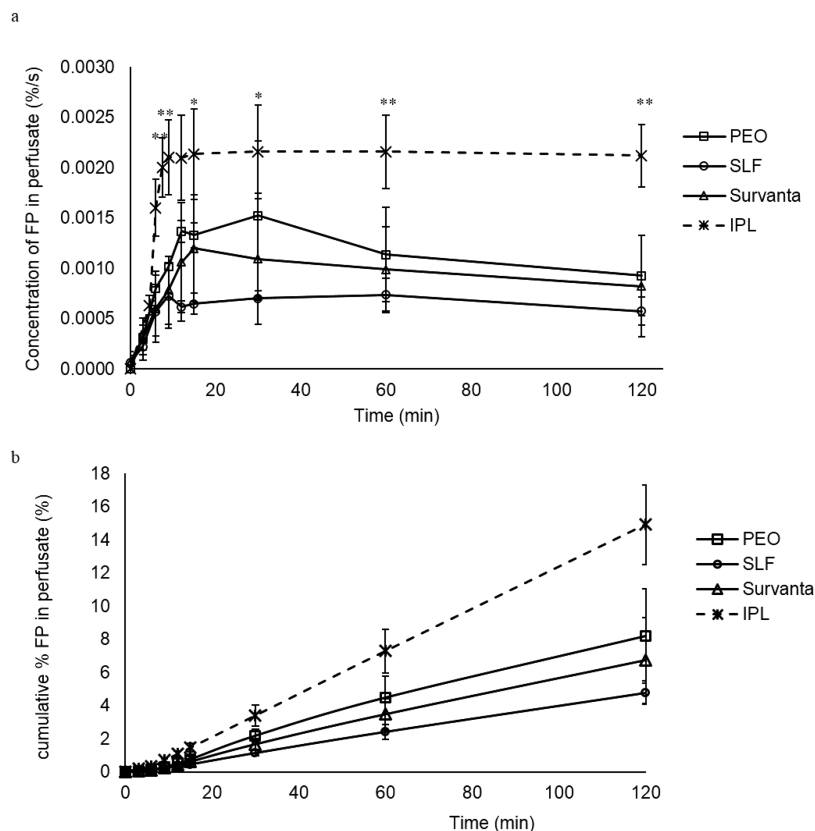 a
Concentration of FP in perfusate (%/s)
0.0030
0.0025
0.0020
0.0015
0.0010
0.0005
0.0000
** ** * * ** **
0 20 40 60 80 100 120
Time (min)
PEO
SLF
Survanta
IPL
b
cumulative % FP in perfusate (%)
18
16
14
12
10
8
6
4
2
0
0 20 40 60 80 100 120
Time (min)
PEO
SLF
Survanta
IPL